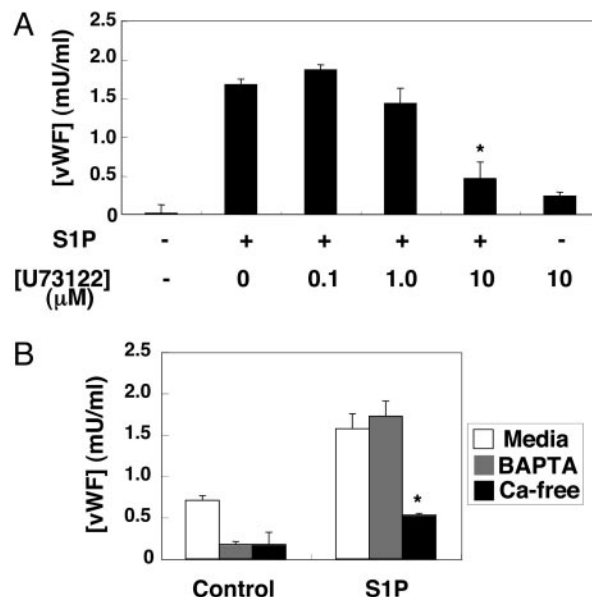 A
[vWF] (mU/ml)
2.5
2.0
1.5
1.0
0.5
0
*
S1P - + + + + -
[U73122] - 0 0.1 1.0 10 10
(μM)
B
[vWF] (mU/ml)
2.5
2.0
1.5
1.0
0.5
0
*
Media
BAPTA
Ca-free
Control S1P